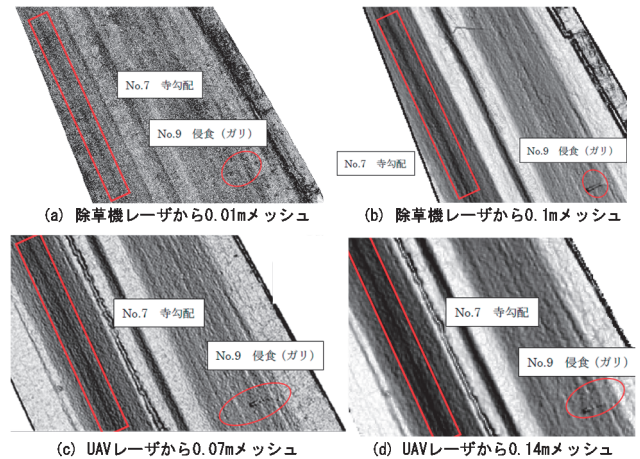 No.7 寺勾配
No.9 侵食（ガリ）
(a) 除草機レーザから0.01mメッシュ
No.9 侵食（ガリ）
No.7 寺勾配
(b) 除草機レーザから0.1mメッシュ
No.7 寺勾配
No.9 侵食（ガリ）
(c) UAVレーザから0.07mメッシュ
No.7 寺勾配
No.9 侵食（ガリ）
(d) UAVレーザから0.14mメッシュ